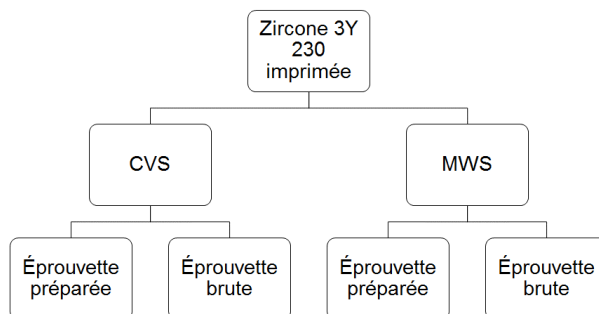 Zircone 3Y
230
imprimée
CVS
MWS
Éprouvette
préparée
Éprouvette
brute
Éprouvette
préparée
Éprouvette
brute